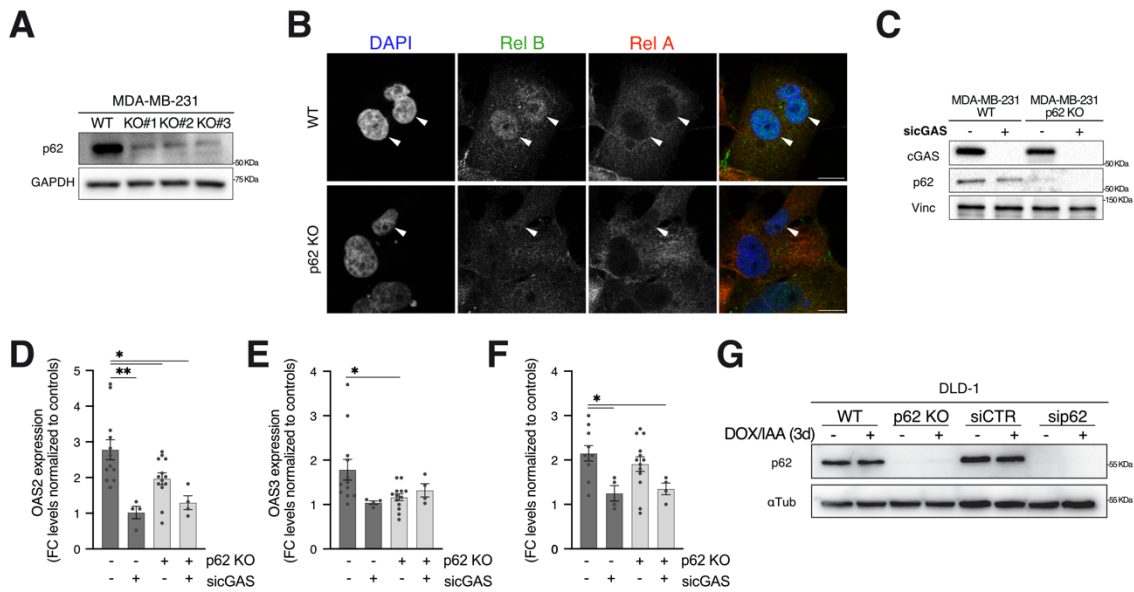 A
MDA-MB-231
WT KO#1 KO#2 KO#3
p62
50 KDa
GAPDH
75 KDa
B
DAPI Rel B Rel A
WT
p62 KO
C
MDA-MB-231 MDA-MB-231
WT p62 KO
sicGAS - + - +
cGAS
50 KDa
p62
50 KDa
150 KDa
Vinc
D
OAS2 expression
(FC levels normalized to controls)
5
4
3
2
1
0
*
**
- - + + p62 KO
- + - + sicGAS
E
OAS3 expression
(FC levels normalized to controls)
4
3
2
1
0
*
- - + + p62 KO
- + - + sicGAS
F
(FC levels normalized to controls)
4
3
2
1
0
*
- - + + p62 KO
- + - + sicGAS
G
DLD-1
WT p62 KO siCTR sip62
DOX/IAA (3d) - + - + - + - +
p62
55 KDa
αTub
55 KDa